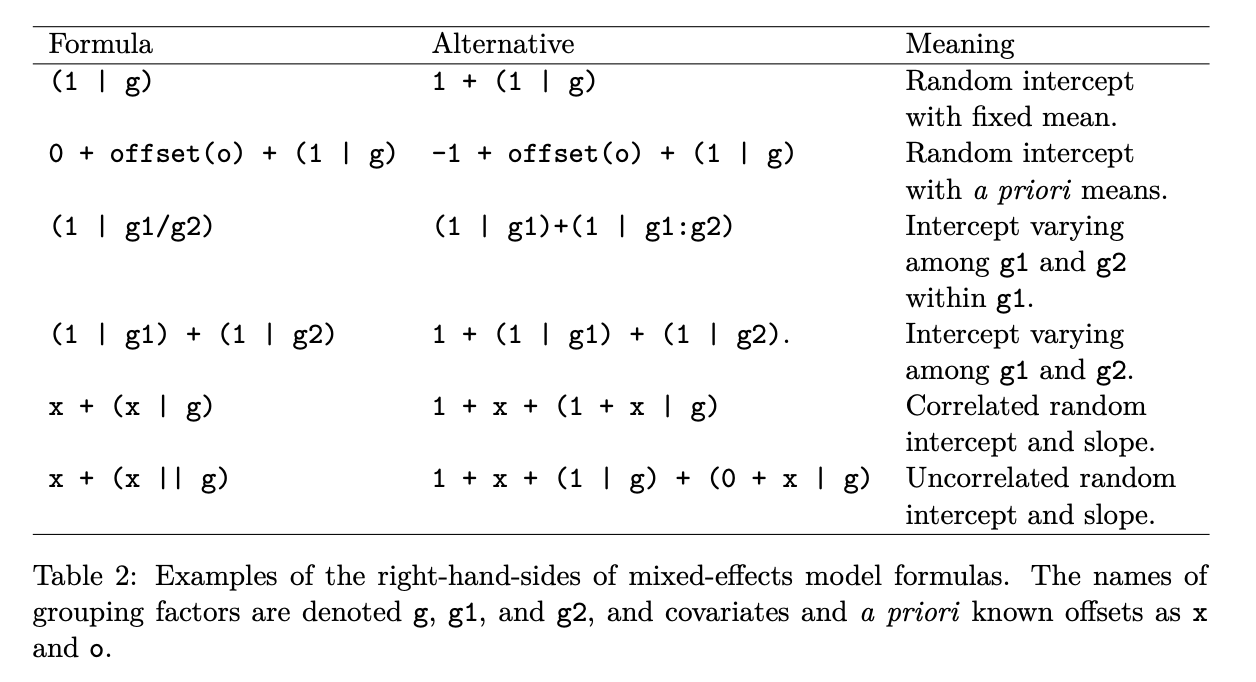 Formula Alternative Meaning
(1 | g) 1 + (1 | g) Random intercept
with fixed mean.
0 + offset(o) + (1 | g) -1 + offset(o) + (1 | g) Random intercept
with a priori means.
(1 | g1/g2) (1 | g1)+(1 | g1:g2) Intercept varying
among g1 and g2
within g1.
(1 | g1) + (1 | g2) 1 + (1 | g1) + (1 | g2). Intercept varying
among g1 and g2.
x + (x | g) 1 + x + (1 + x | g) Correlated random
intercept and slope.
x + (x || g) 1 + x + (1 | g) + (0 + x | g) Uncorrelated random
intercept and slope.
Table 2: Examples of the right-hand-sides of mixed-effects model formulas. The names of
grouping factors are denoted g, g1, and g2, and covariates and a priori known offsets as x
and o.